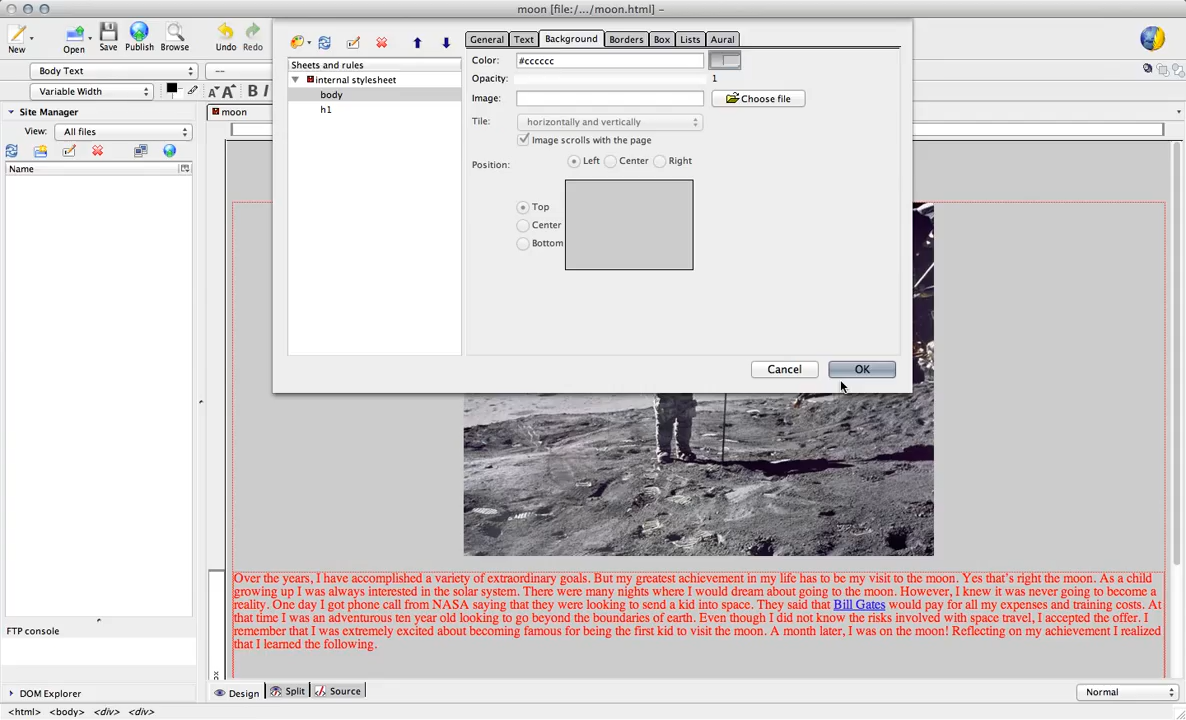 moon [file:/.../moon.html] –
New
Open
Save
Publish
Browse
Undo
Redo
Body Text
--
Variable Width
A A B I
Site Manager
View: All files
Name
FTP console
DOM Explorer
moon
Sheets and rules
internal stylesheet
body
h1
General
Text
Background
Borders
Box
Lists
Aural
Color: #cccccc
Opacity: 1
Image:
Choose file
Tile: horizontally and vertically
Image scrolls with the page
Position: Left Center Right
Top
Center
Bottom
Cancel
OK
Over the years, I have accomplished a variety of extraordinary goals. But my greatest achievement in my life has to be my visit to the moon. Yes that's right the moon. As a child
growing up I was always interested in the solar system. There were many nights where I would dream about going to the moon. However, I knew it was never going to become a
reality. One day I got phone call from NASA saying that they were looking to send a kid into space. They said that Bill Gates would pay for all my expenses and training costs. At
that time I was an adventurous ten year old looking to go beyond the boundaries of earth. Even though I did not know the risks involved with space travel, I accepted the offer. I
remember that I was extremely excited about becoming famous for being the first kid to visit the moon. A month later, I was on the moon! Reflecting on my achievement I realized
that I learned the following.
Design
Split
Source
Normal
<html> <body> <div> <div>